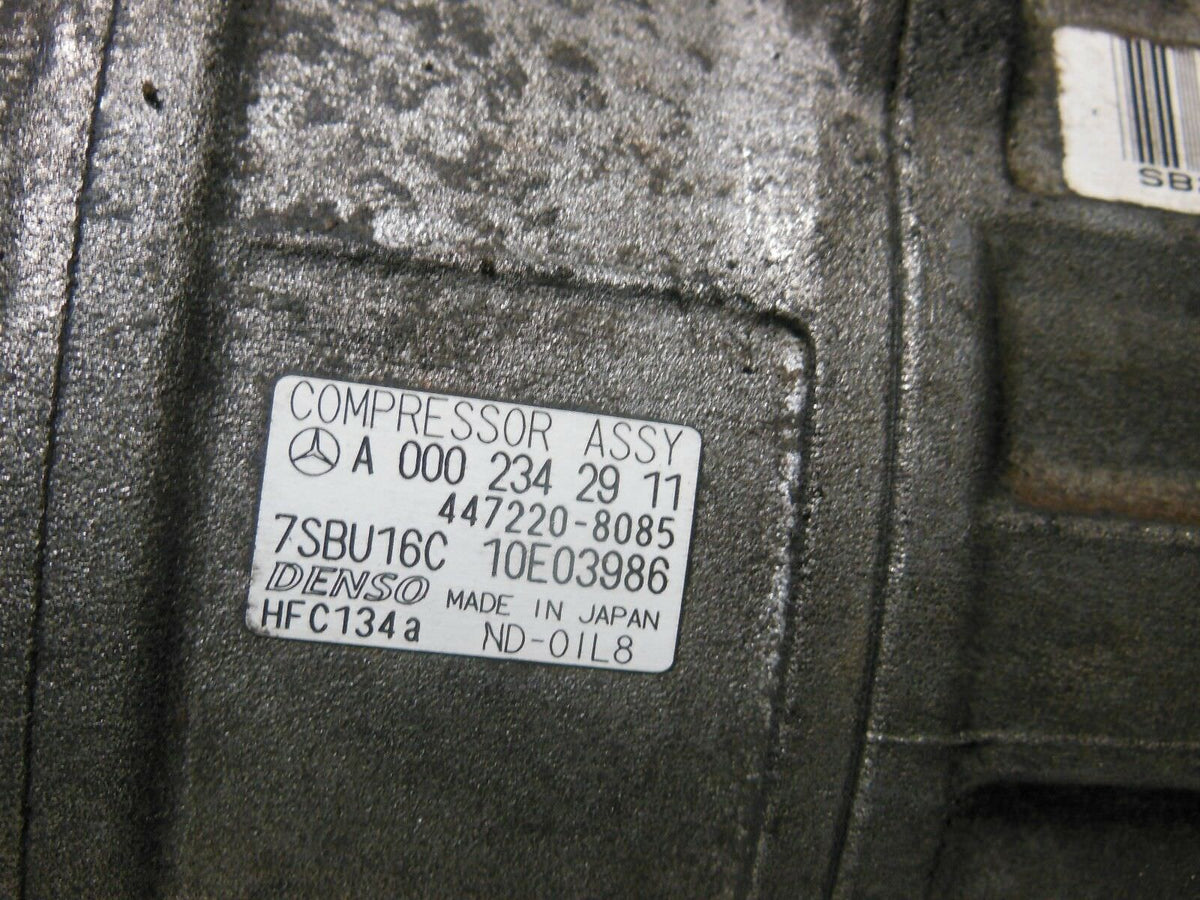 COMPRESSOR ASSY
A 000 234 29 11
447220-8085
7SBU16C 10E03986
DENSO MADE IN JAPAN
HFC134a ND-OIL8